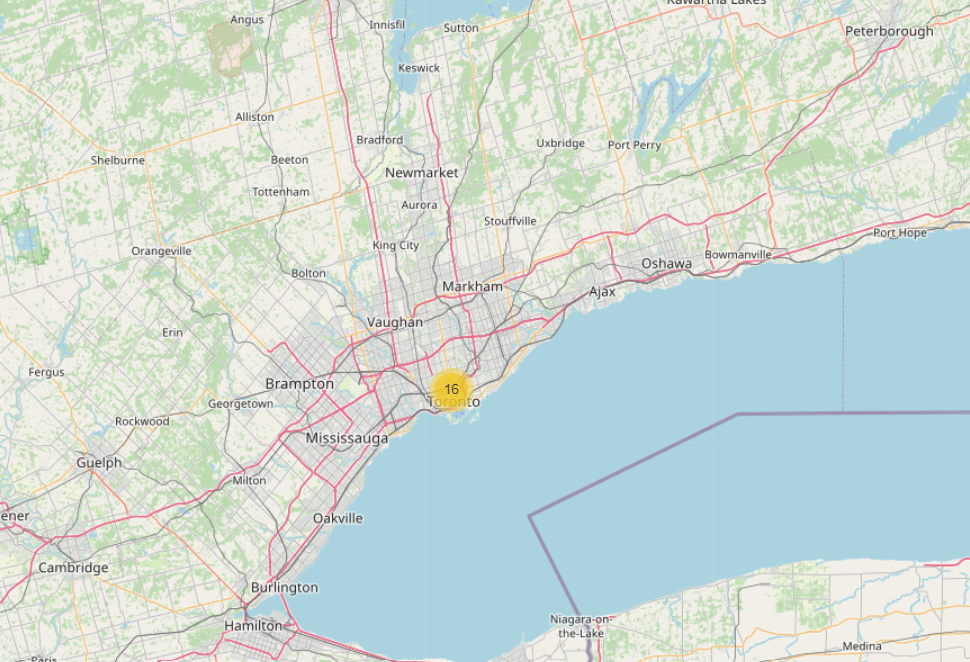 Kawartha Lakes
Angus
Innisfil
Sutton
Peterborough
Keswick
Alliston
Bradford
Uxbridge
Port Perry
Shelburne
Beeton
Newmarket
Tottenham
Aurora
Stouffville
King City
Port Hope
Orangeville
Bowmanville
Bolton
Oshawa
Markham
Ajax
Vaughan
Erin
Fergus
Brampton
16
Toronto
Georgetown
Rockwood
Mississauga
Guelph
Milton
ener
Oakville
Cambridge
Burlington
Niagara-on-
the-Lake
Hamilton
Medina
Paris